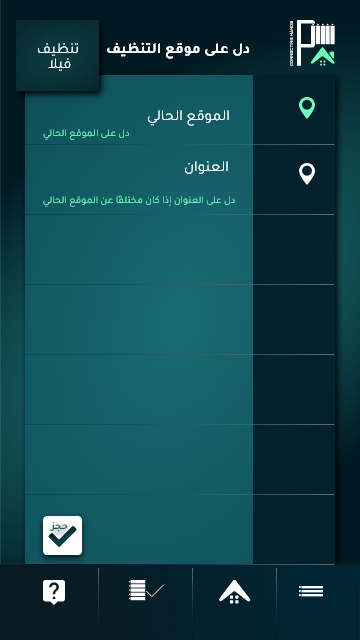 CONNECTING HANDS
دل على موقع التنظيف
تنظيف
فيلا
الموقع الحالي
دل على الموقع الحالي
العنوان
دل على العنوان إذا كان مختلفًا عن الموقع الحالي
حجز